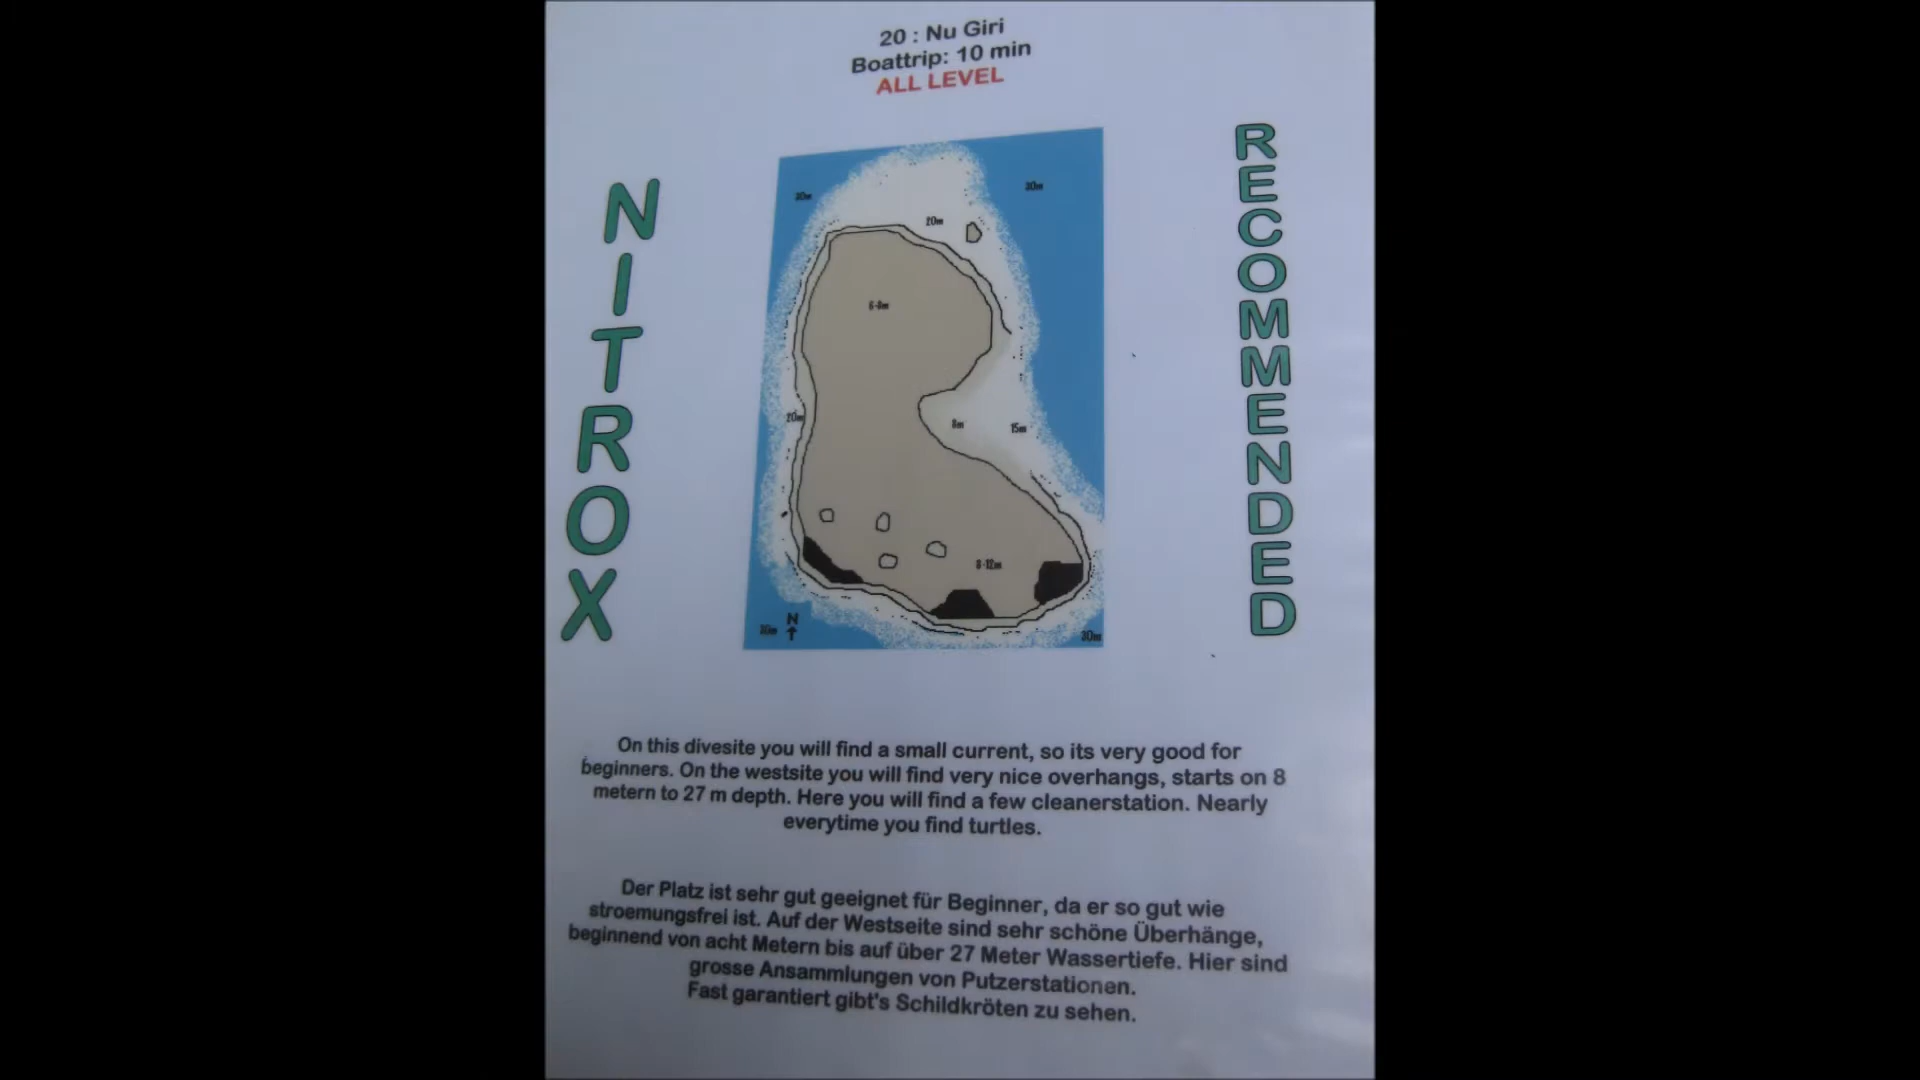 20 : Nu Giri
Boattrip: 10 min
ALL LEVEL
NITROX
RECOMMENDED
30m
30m
20m
6-8m
20m
8m
15m
8-12m
N
30m
30m
On this divesite you will find a small current, so its very good for
beginners. On the westsite you will find very nice overhangs, starts on 8
metern to 27 m depth. Here you will find a few cleanerstation. Nearly
everytime you find turtles.
Der Platz ist sehr gut geeignet für Beginner, da er so gut wie
stroemungsfrei ist. Auf der Westseite sind sehr schöne Überhänge,
beginnend von acht Metern bis auf über 27 Meter Wassertiefe. Hier sind
grosse Ansammlungen von Putzerstationen.
Fast garantiert gibt's Schildkröten zu sehen.